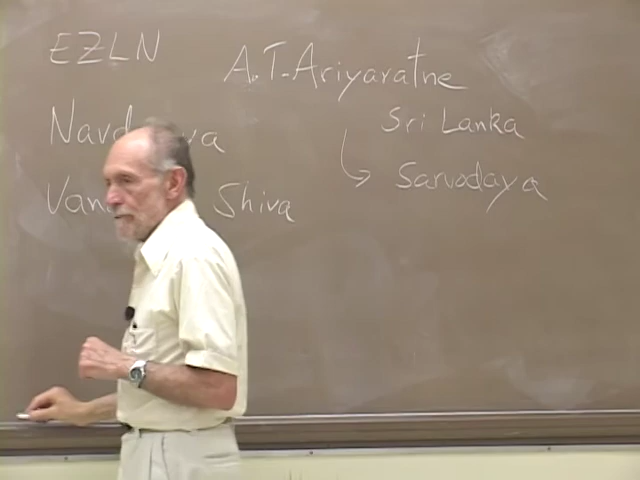 EZLN
A.T. Ariyaratne
Sri Lanka
Sarvodaya
Shiva